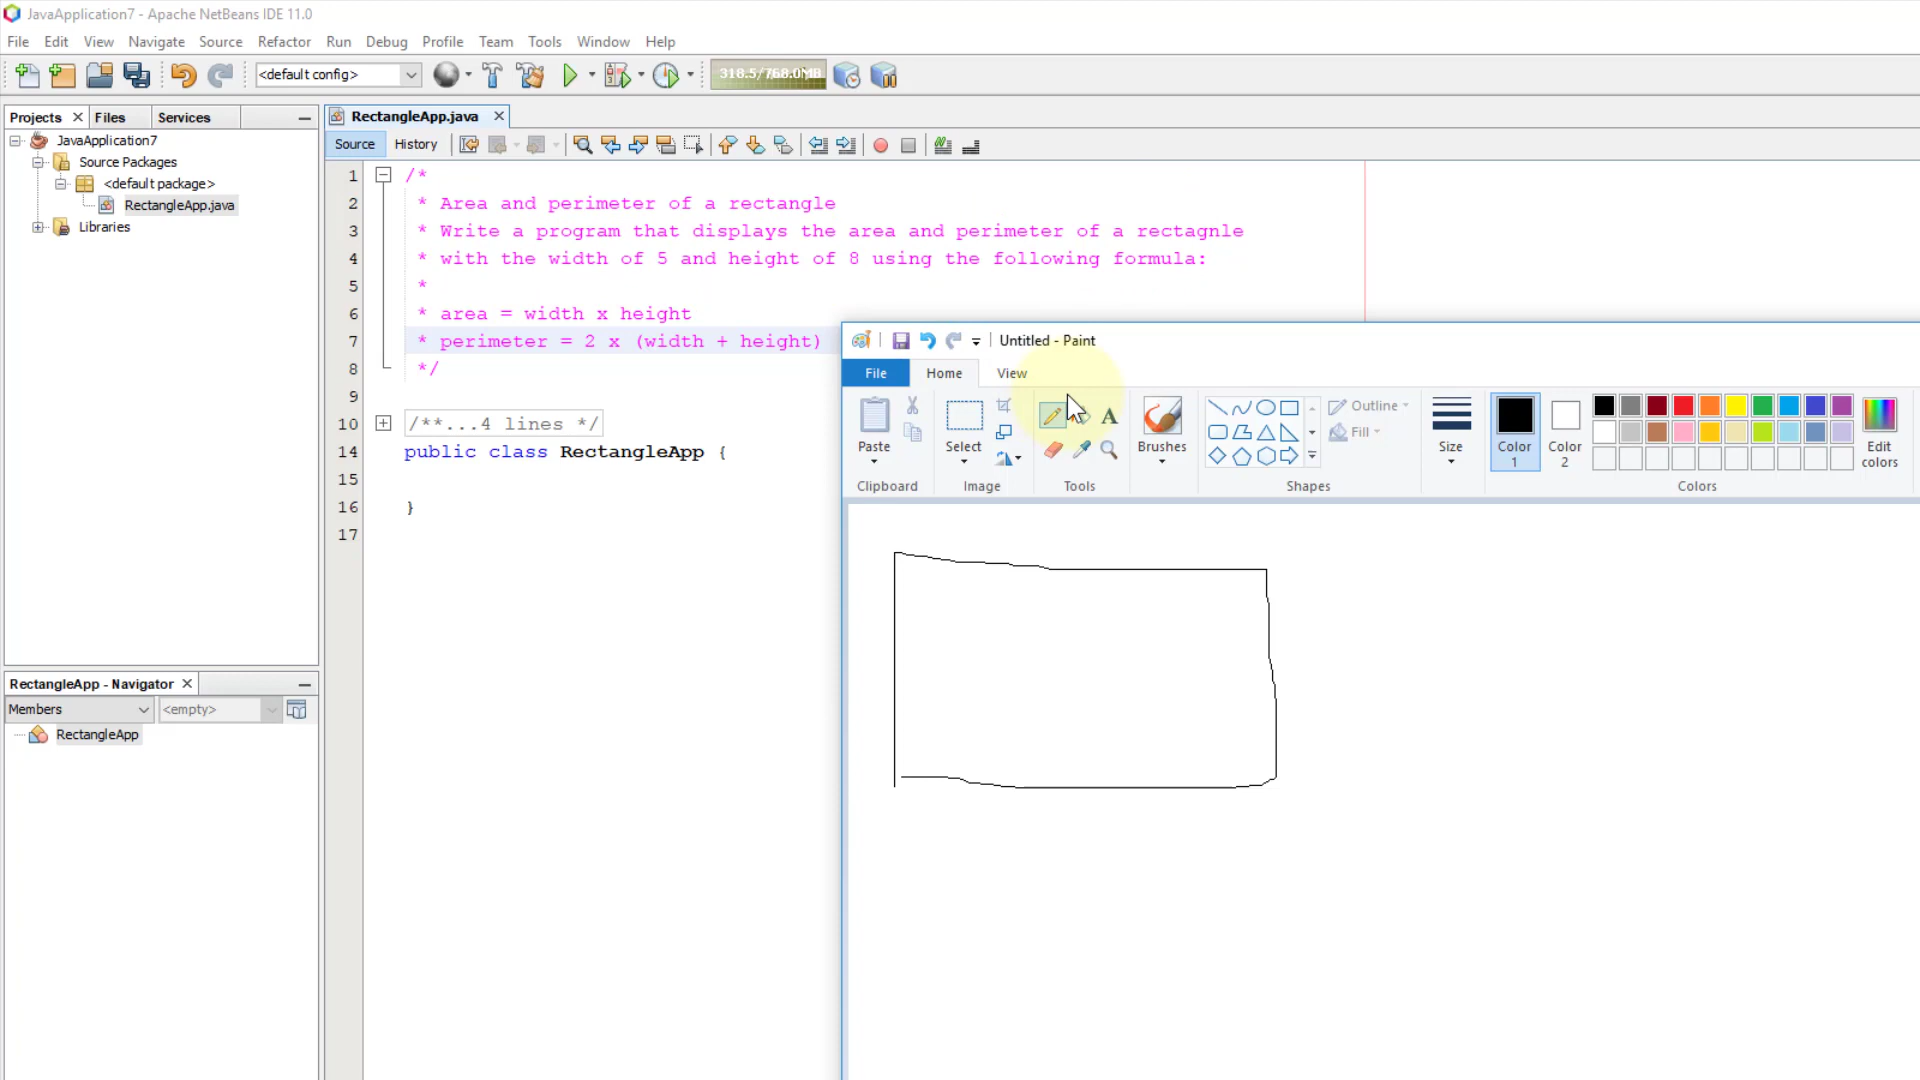 JavaApplication7 - Apache NetBeans IDE 11.0
File Edit View Navigate Source Refactor Run Debug Profile Team Tools Window Help
<default config> 318.5/768.0MB
Projects Files Services
JavaApplication7
Source Packages
<default package>
RectangleApp.java
Libraries
RectangleApp - Navigator
Members <empty>
RectangleApp
RectangleApp.java
Source History
1 /*
2 * Area and perimeter of a rectangle
3 * Write a program that displays the area and perimeter of a rectagnle
4 * with the width of 5 and height of 8 using the following formula:
5 *
6 * area = width x height
7 * perimeter = 2 x (width + height)
8 */
9
10 /**...4 lines */
14 public class RectangleApp {
15
16 }
17
Untitled - Paint
File Home View
Paste
Clipboard
Select
Image
A
Tools
Brushes
Outline
Fill
Shapes
Size
Color 1
Color 2
Edit colors
Colors